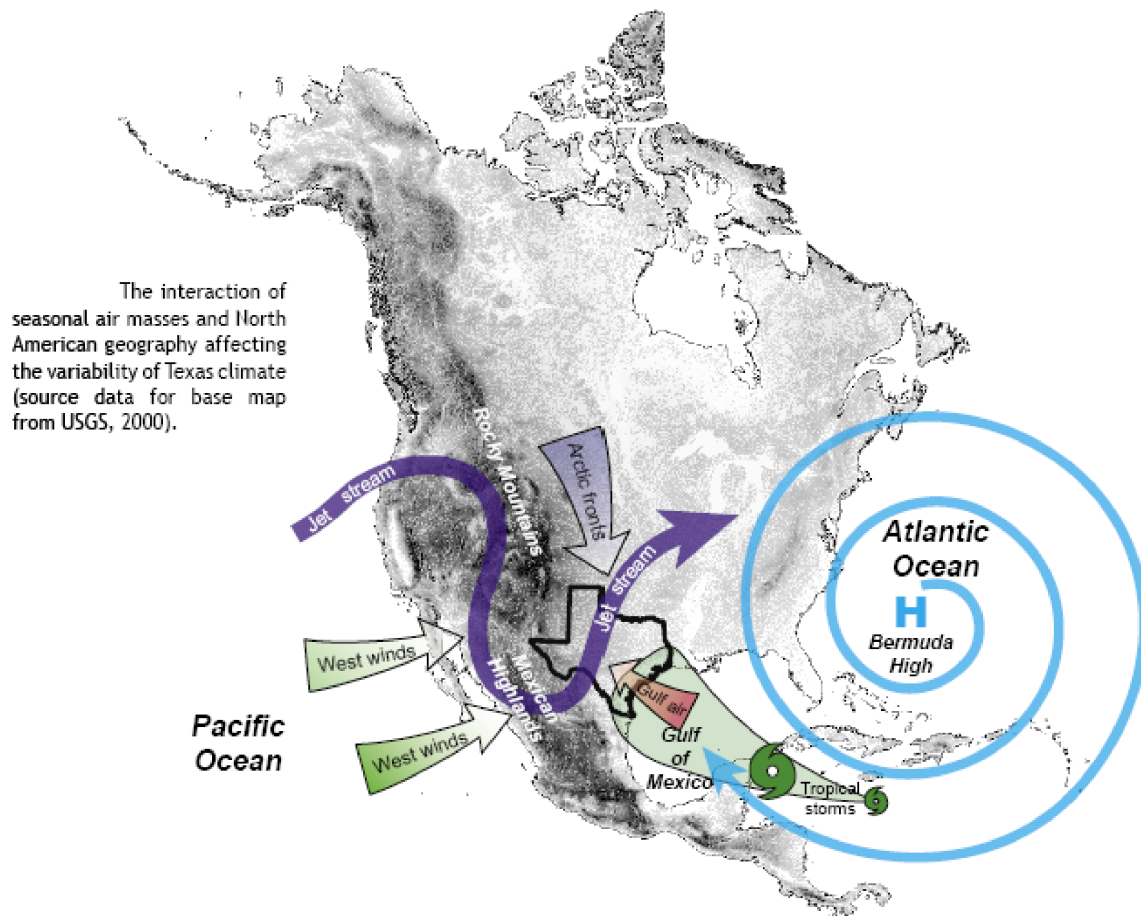 The interaction of
seasonal air masses and North
American geography affecting
the variability of Texas climate
(source data for base map
from USGS, 2000).
Rocky Mountains
Arctic fronts
Jet stream
Jet stream
Atlantic
Ocean
H
Bermuda
High
West winds
Mexican
Highlands
Gulf air
Pacific
Ocean
West winds
Gulf
of
Mexico
Tropical
storms